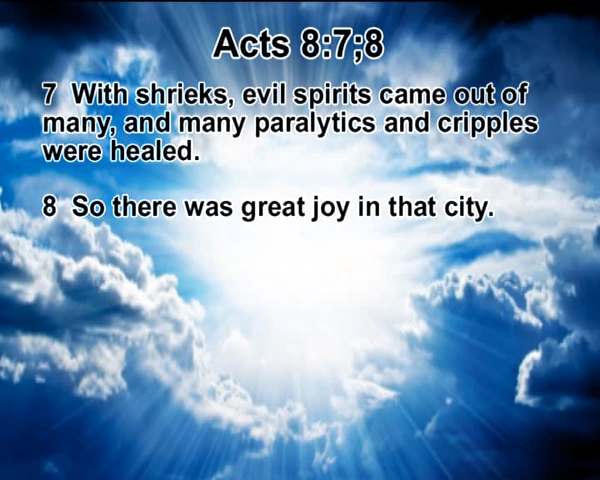 Acts 8:7;8
7 With shrieks, evil spirits came out of
many, and many paralytics and cripples
were healed.
8 So there was great joy in that city.